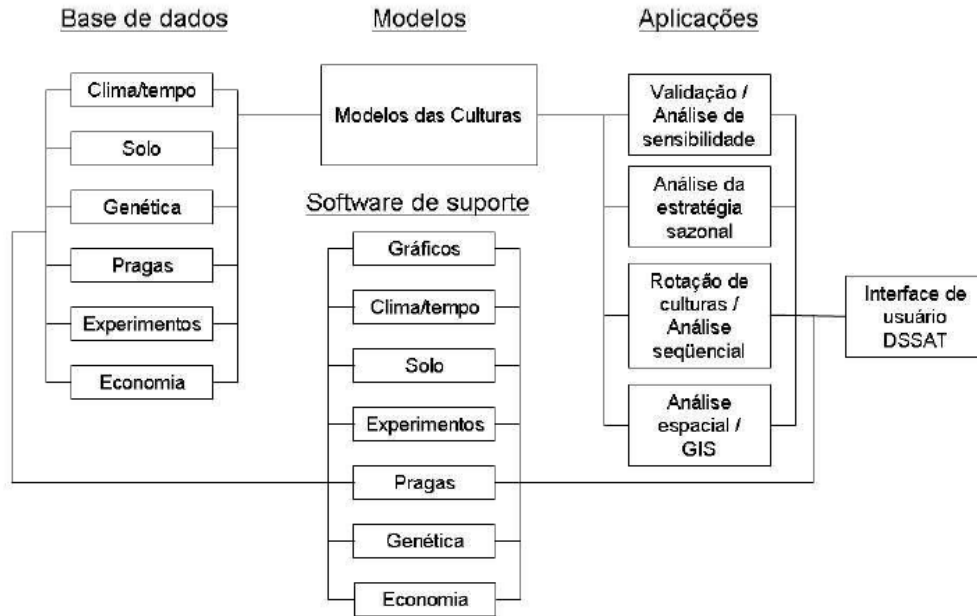 Base de dados
Modelos
Aplicações
Clima/tempo
Solo
Genética
Pragas
Experimentos
Economia
Modelos das Culturas
Software de suporte
Gráficos
Clima/tempo
Solo
Experimentos
Pragas
Genética
Economia
Validação /
Análise de
sensibilidade
Análise da
estratégia
sazonal
Rotação de
culturas /
Análise
seqüencial
Análise
espacial /
GIS
Interface de
usuário
DSSAT